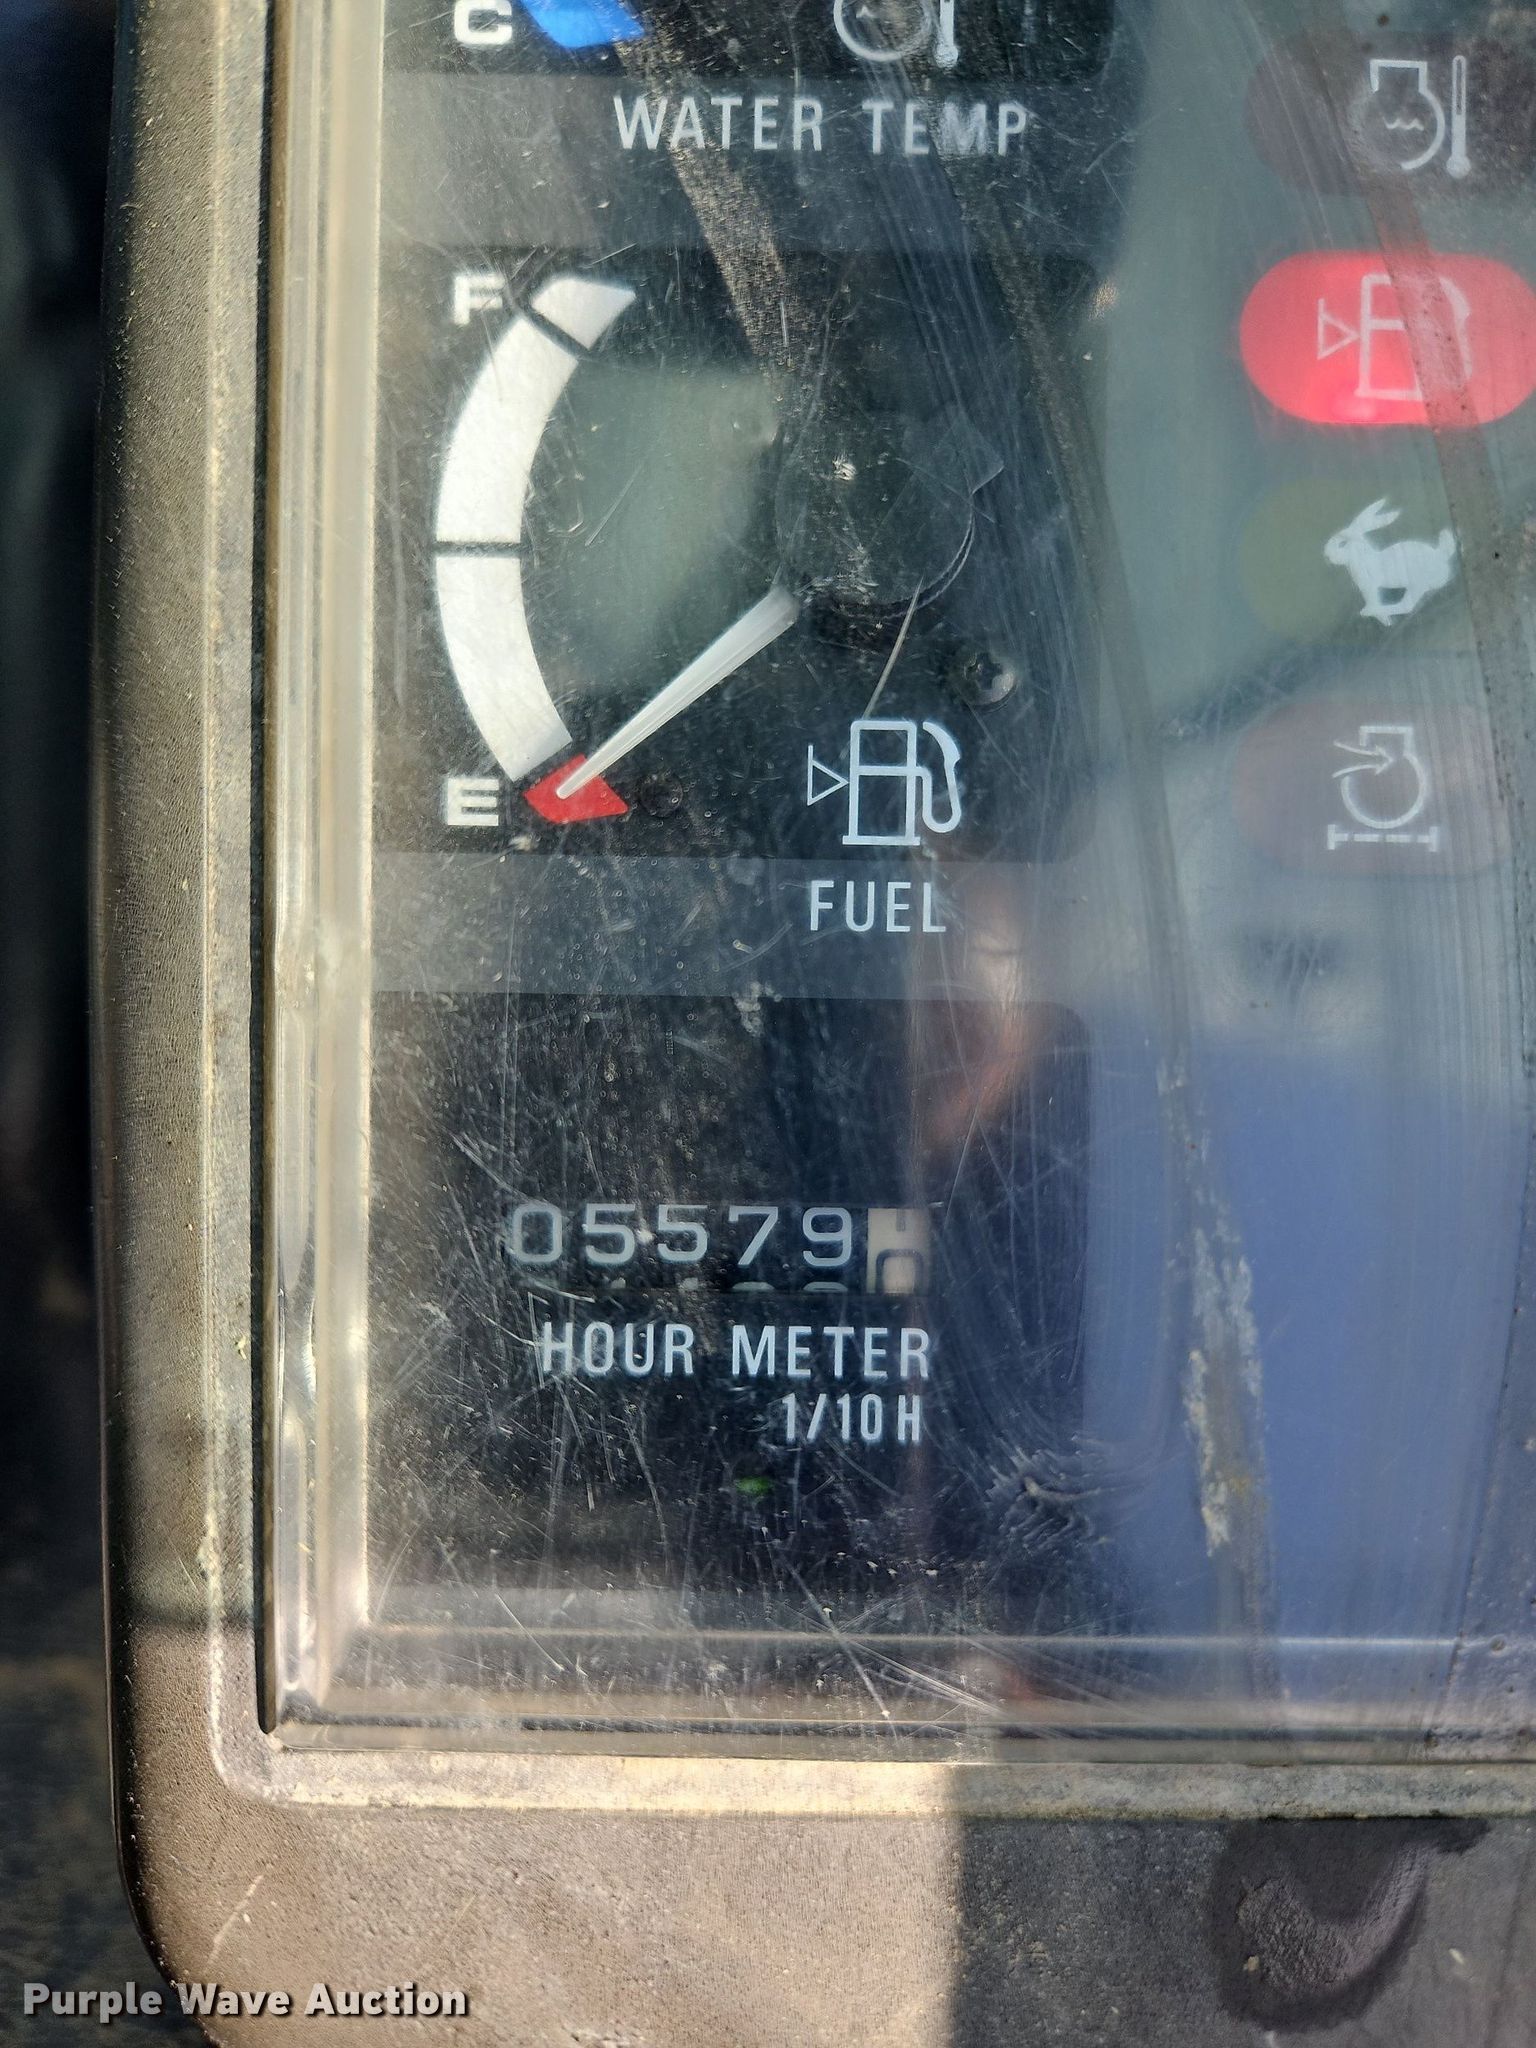 C
WATER TEMP
F
E
FUEL
05579
HOUR METER
1/10H
Purple Wave Auction